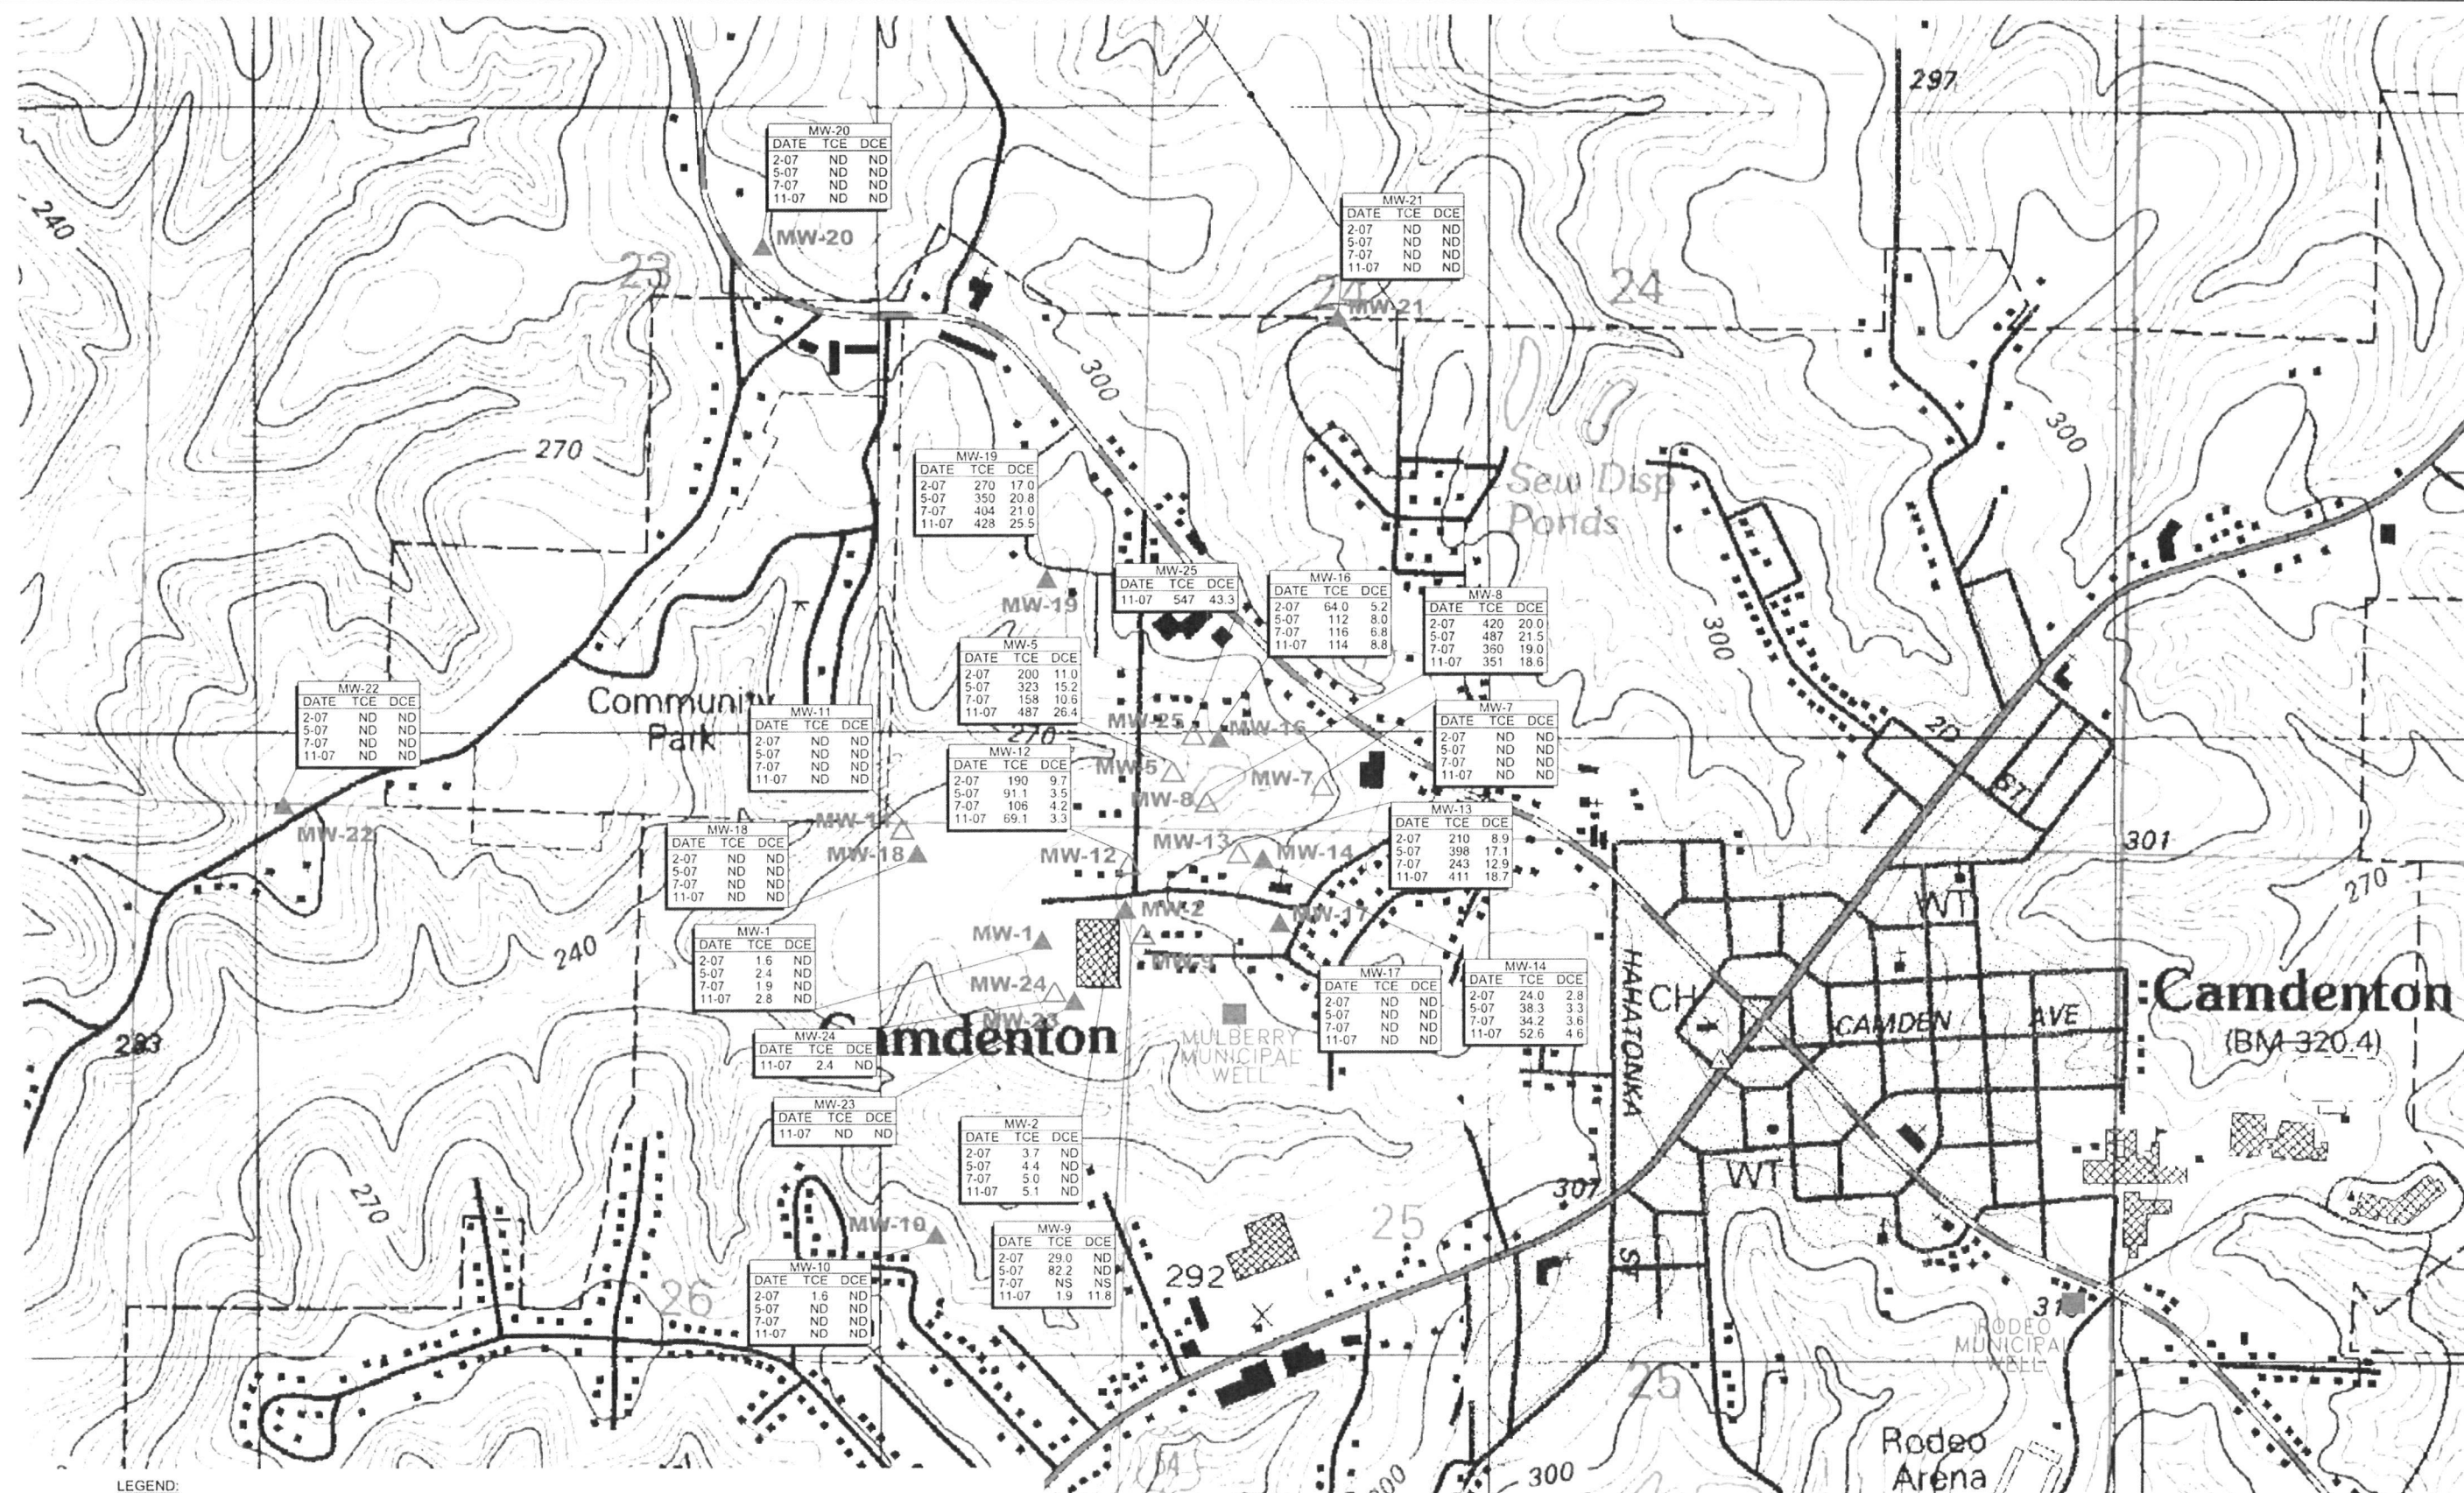 297
MW-20
DATE TCE DCE
2-07 ND ND
5-07 ND ND
7-07 ND ND
11-07 ND ND
240
MW-20
23
MW-21
DATE TCE DCE
2-07 ND ND
5-07 ND ND
7-07 ND ND
11-07 ND ND
24
24
MW-21
300
300
270
MW-19
DATE TCE DCE
2-07 270 17.0
5-07 350 20.8
7-07 404 21.0
11-07 428 25.5
Sew Disp
Ponds
MW-19
MW-25
DATE TCE DCE
11-07 547 43.3
MW-16
DATE TCE DCE
2-07 64.0 5.2
5-07 112 8.0
7-07 116 6.8
11-07 114 8.8
MW-8
DATE TCE DCE
2-07 420 20.0
5-07 487 21.5
7-07 360 19.0
11-07 351 18.6
300
MW-5
DATE TCE DCE
2-07 200 11.0
5-07 323 15.2
7-07 158 10.6
11-07 487 26.4
MW-22
DATE TCE DCE
2-07 ND ND
5-07 ND ND
7-07 ND ND
11-07 ND ND
Community
Park
MW-11
DATE TCE DCE
2-07 ND ND
5-07 ND ND
7-07 ND ND
11-07 ND ND
270
MW-25
MW-16
MW-7
DATE TCE DCE
2-07 ND ND
5-07 ND ND
7-07 ND ND
11-07 ND ND
2D
ST
MW-12
DATE TCE DCE
2-07 190 9.7
5-07 91.1 3.5
7-07 106 4.2
11-07 69.1 3.3
MW-5
MW-7
MW-8
MW-22
MW-11
MW-18
DATE TCE DCE
2-07 ND ND
5-07 ND ND
7-07 ND ND
11-07 ND ND
MW-18
MW-12
MW-13
MW-14
MW-13
DATE TCE DCE
2-07 210 8.9
5-07 398 17.1
7-07 243 12.9
11-07 411 18.7
301
270
WT
MW-2
MW-17
MW-1
MW-9
240
MW-1
DATE TCE DCE
2-07 1.6 ND
5-07 2.4 ND
7-07 1.9 ND
11-07 2.8 ND
MW-24
MW-23
MW-17
DATE TCE DCE
2-07 ND ND
5-07 ND ND
7-07 ND ND
11-07 ND ND
MW-14
DATE TCE DCE
2-07 24.0 2.8
5-07 38.3 3.3
7-07 34.2 3.6
11-07 52.6 4.6
HAHATONKA
CH
CAMDEN AVE
Camdenton
(BM 320.4)
MULBERRY
MUNICIPAL
WELL
Camdenton
MW-24
DATE TCE DCE
11-07 2.4 ND
MW-23
DATE TCE DCE
11-07 ND ND
MW-2
DATE TCE DCE
2-07 3.7 ND
5-07 4.4 ND
7-07 5.0 ND
11-07 5.1 ND
WT
307
270
MW-10
25
MW-9
DATE TCE DCE
2-07 29.0 ND
5-07 82.2 ND
7-07 NS NS
11-07 1.9 11.8
ST
292
26
MW-10
DATE TCE DCE
2-07 1.6 ND
5-07 ND ND
7-07 ND ND
11-07 ND ND
RODEO
MUNICIPAL
WELL
25
Rodeo
Arena
54
300
LEGEND: